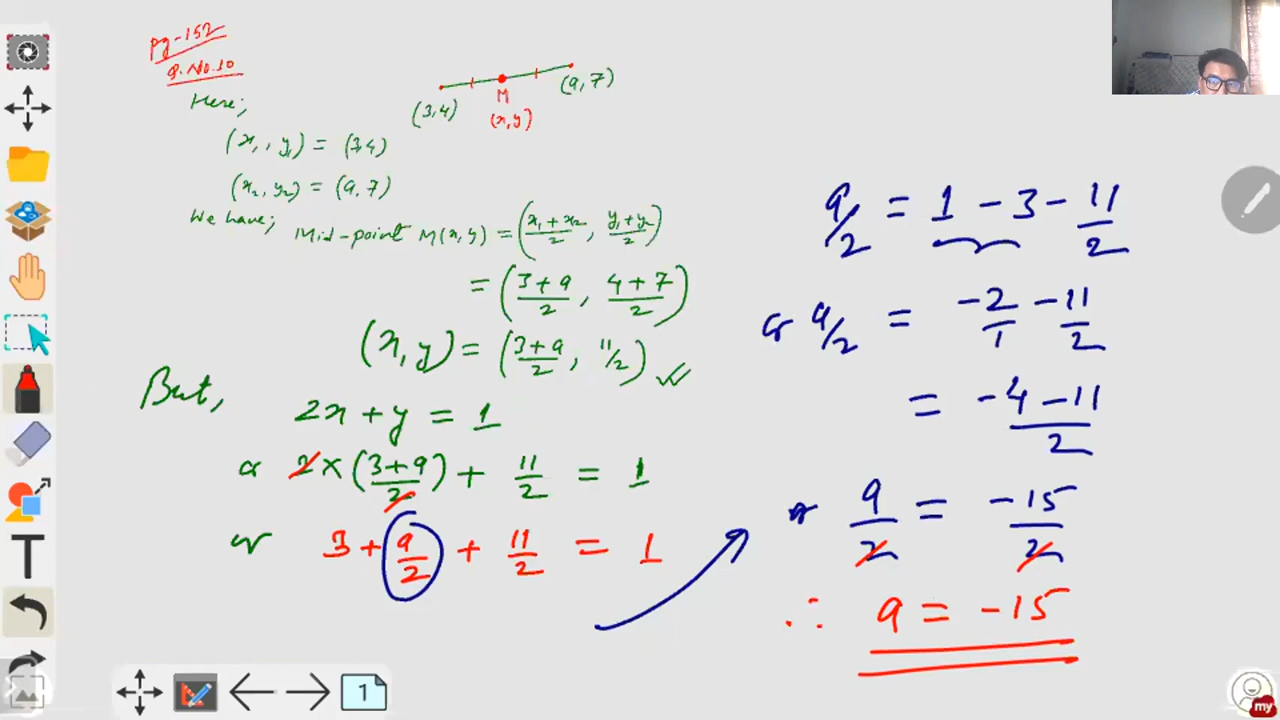 pg-152
Q.No.10
Here;
(3,4)
M
(x,y)
(a,7)
(x₁, y₁) = (3,4)
(x₂, y₂) = (a,7)
We have; Mid-point M(x,y) = (x₁+x₂/2, y₁+y₂/2)
= (3+a/2, 4+7/2)
(x,y) = (3+a/2, 11/2)
But,
2x + y = 1
or 2×(3+a/2) + 11/2 = 1
or 3 + a/2 + 11/2 = 1
a/2 = 1 - 3 - 11/2
or a/2 = -2/1 - 11/2
= -4-11/2
or a/2 = -15/2
∴ a = -15
T
1
my